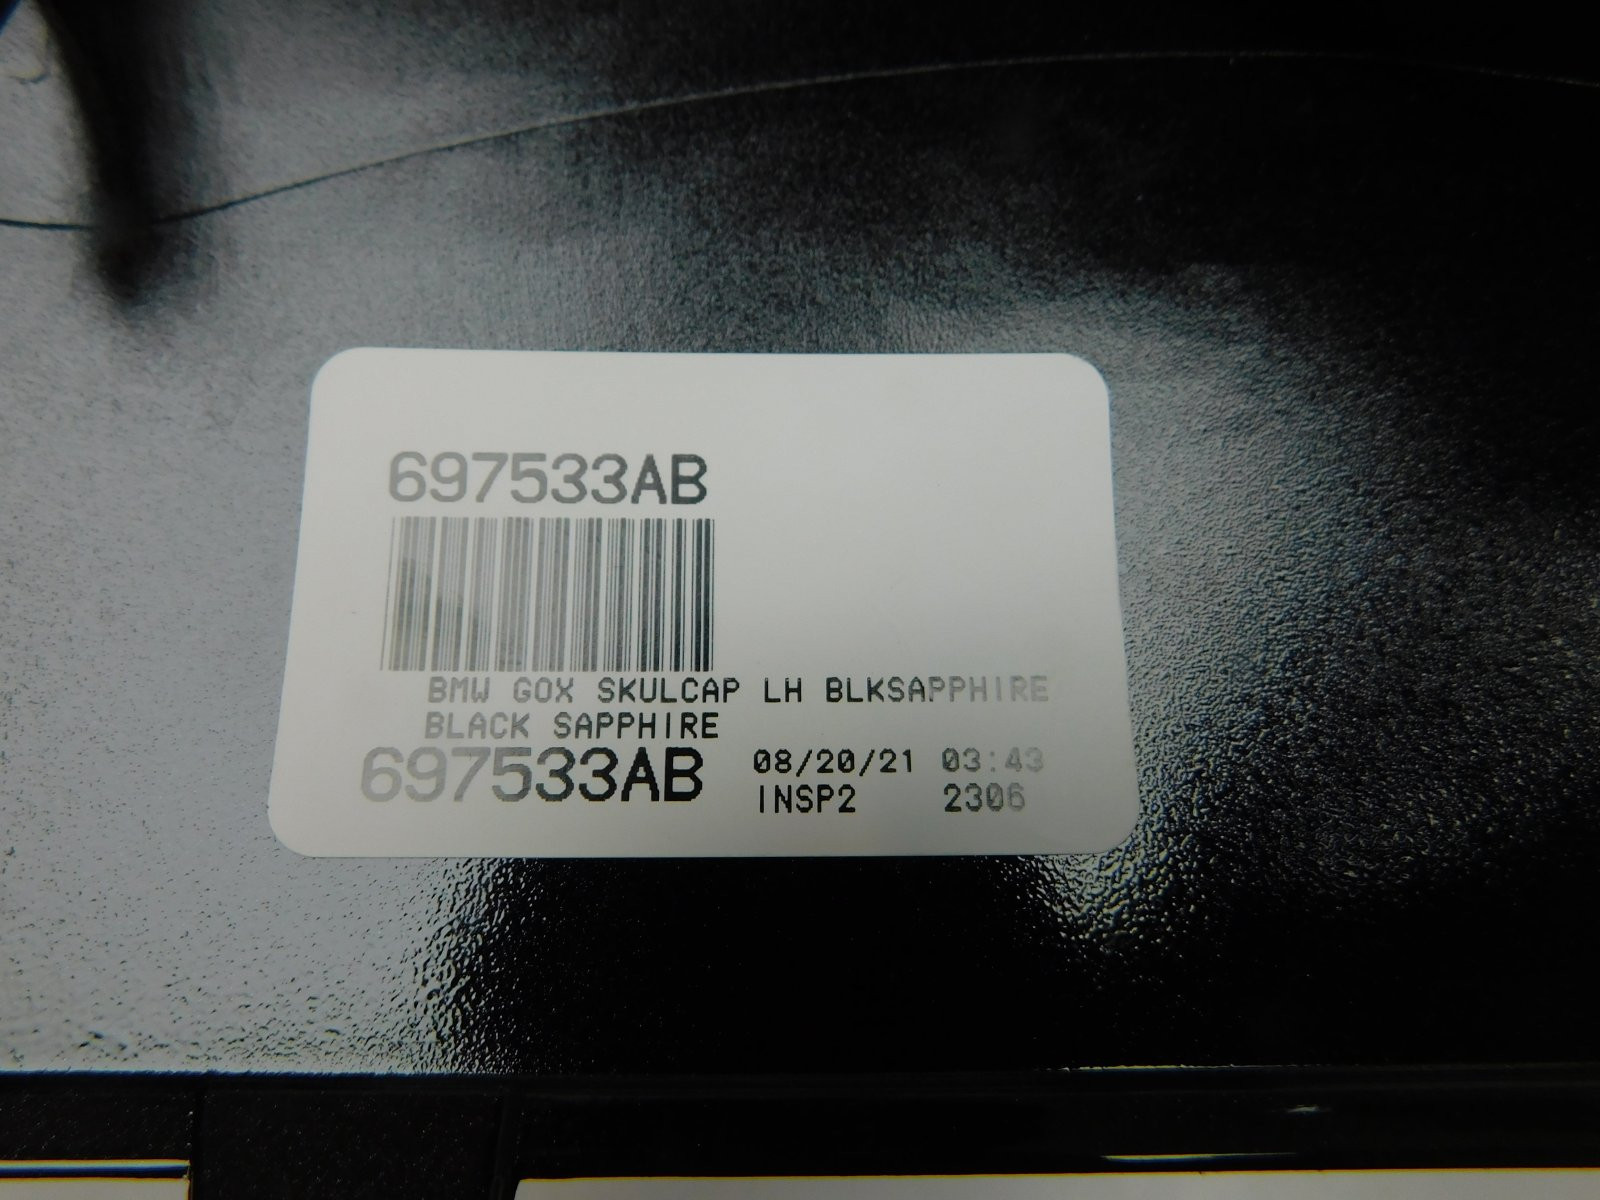 697533AB
BMW GOX SKULCAP LH BLKSAPPHIRE
BLACK SAPPHIRE
697533AB 08/20/21 03:43
INSP2 2306